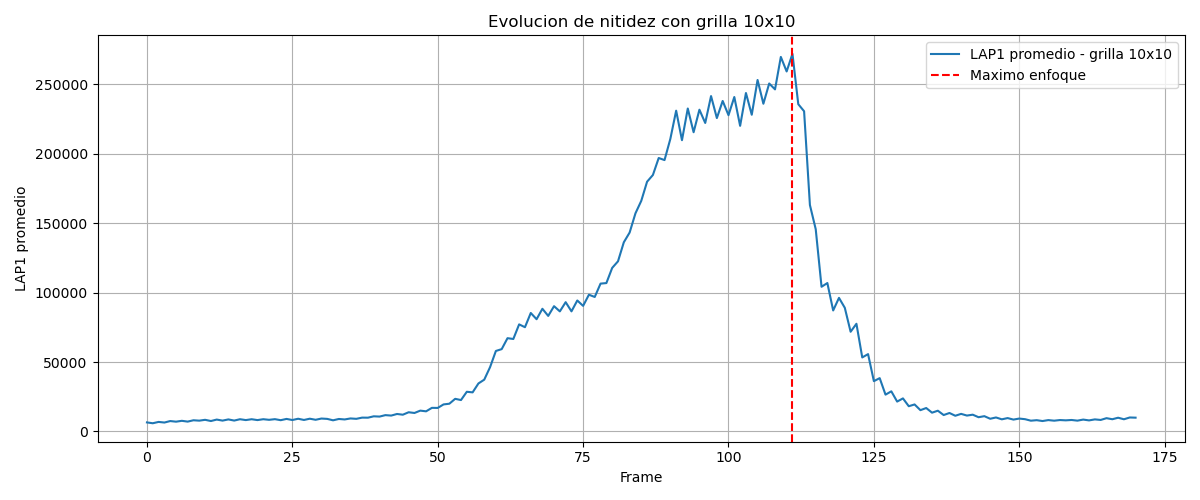 Evolucion de nitidez con grilla 10x10
LAP1 promedio - grilla 10x10
Maximo enfoque
LAP1 promedio
250000
200000
150000
100000
50000
0
0 25 50 75 100 125 150 175
Frame